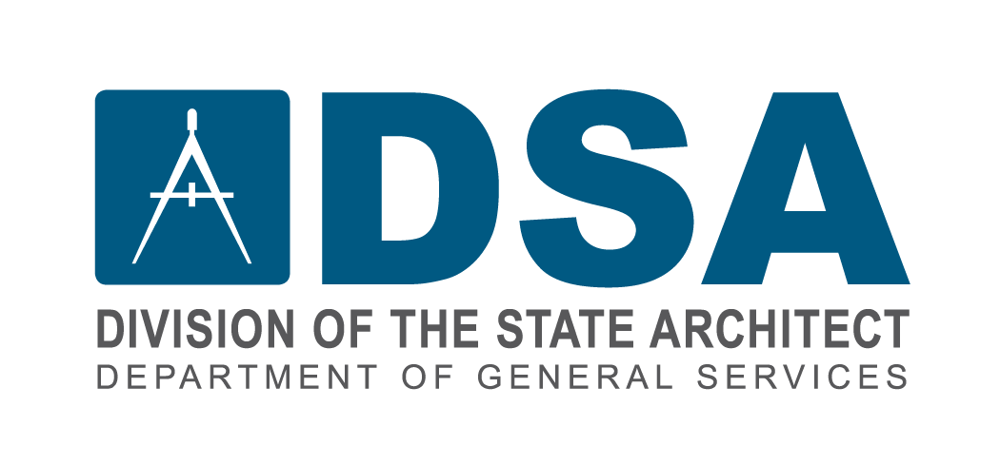 DSA
DIVISION OF THE STATE ARCHITECT
DEPARTMENT OF GENERAL SERVICES